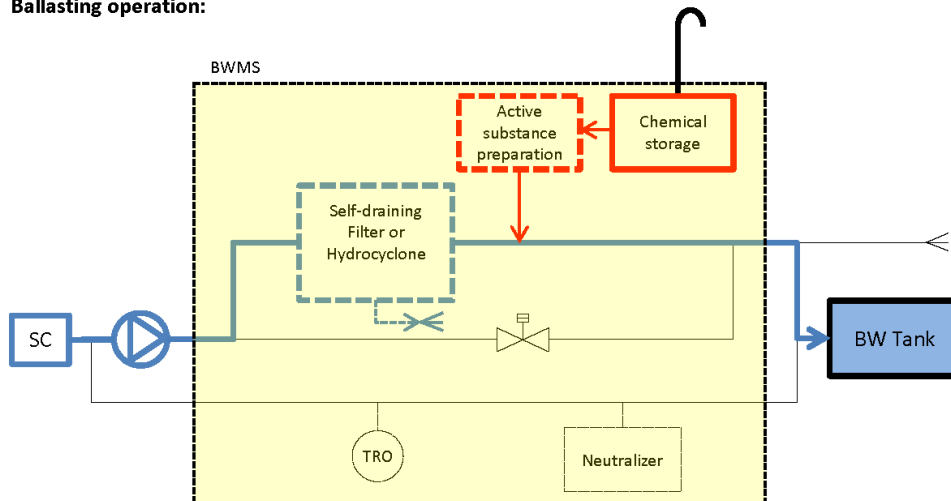 Ballasting operation:
BWMS
Active
substance
preparation
Chemical
storage
Self-draining
Filter or
Hydrocyclone
SC
BW Tank
TRO
Neutralizer